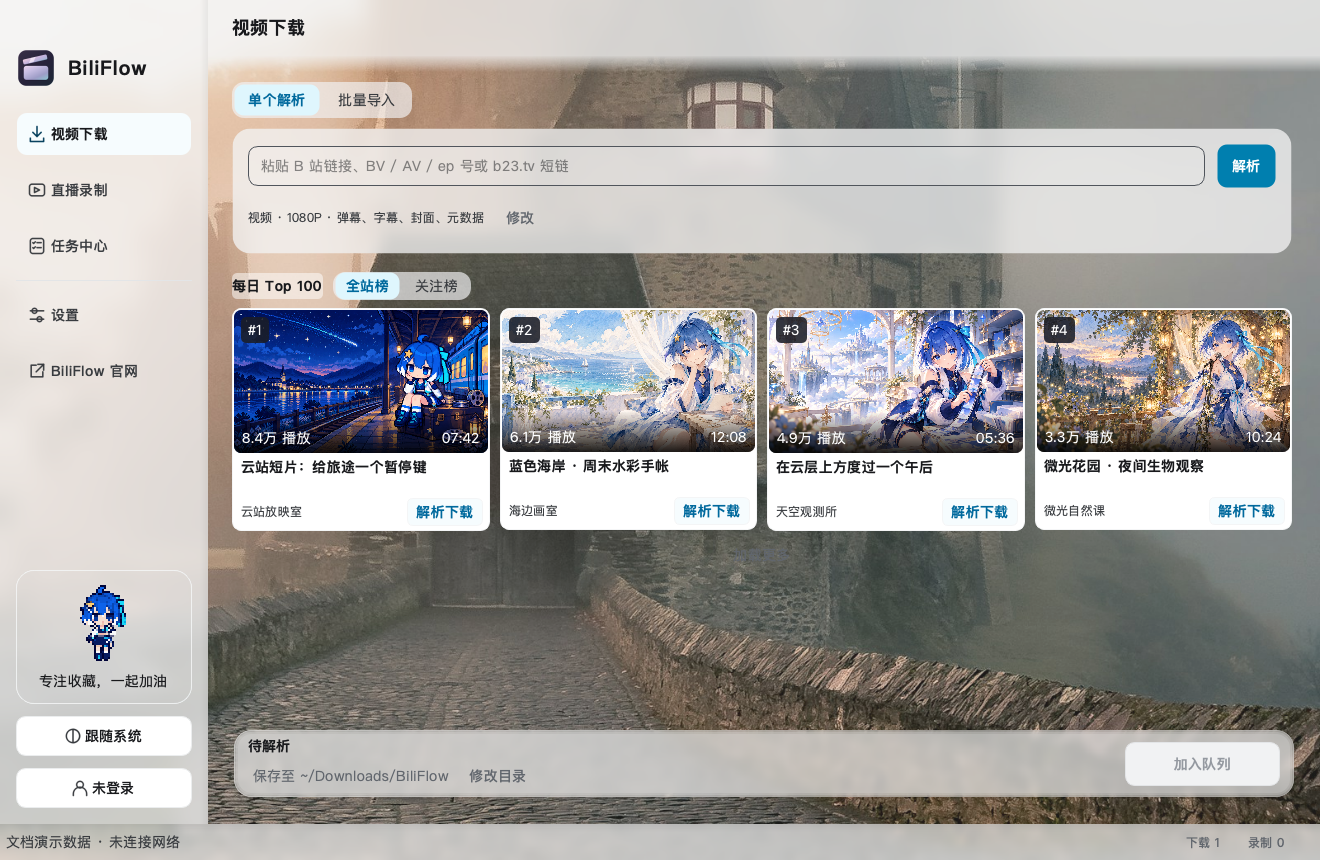 视频下载
BiliFlow
视频下载
直播录制
任务中心
设置
BiliFlow 官网
专注收藏，一起加油
跟随系统
未登录
单个解析 批量导入
粘贴 B 站链接、BV / AV / ep 号或 b23.tv 短链 解析
视频 · 1080P · 弹幕、字幕、封面、元数据 修改
每日 Top 100 全站榜 关注榜
#1
8.4万 播放 07:42
云站短片：给旅途一个暂停键
云站放映室 解析下载
#2
6.1万 播放 12:08
蓝色海岸 · 周末水彩手帐
海边画室 解析下载
#3
4.9万 播放 05:36
在云层上方度过一个午后
天空观测所 解析下载
#4
3.3万 播放 10:24
微光花园 · 夜间生物观察
微光自然课 解析下载
待解析
保存至 ~/Downloads/BiliFlow 修改目录
加入队列
文档演示数据 · 未连接网络 下载 1 录制 0